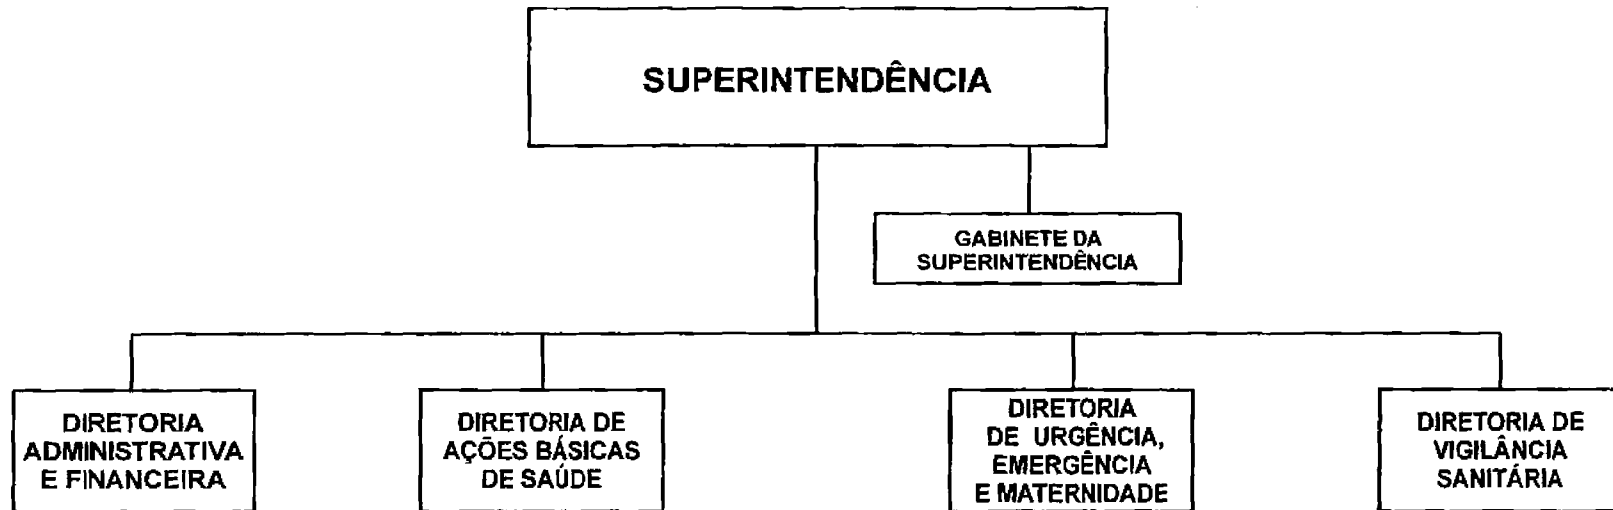 SUPERINTENDÊNCIA
GABINETE DA
SUPERINTENDÊNCIA
DIRETORIA
ADMINISTRATIVA
E FINANCEIRA
DIRETORIA DE
AÇÕES BÁSICAS
DE SAÚDE
DIRETORIA
DE URGÊNCIA,
EMERGÊNCIA
E MATERNIDADE
DIRETORIA DE
VIGILÂNCIA
SANITÁRIA